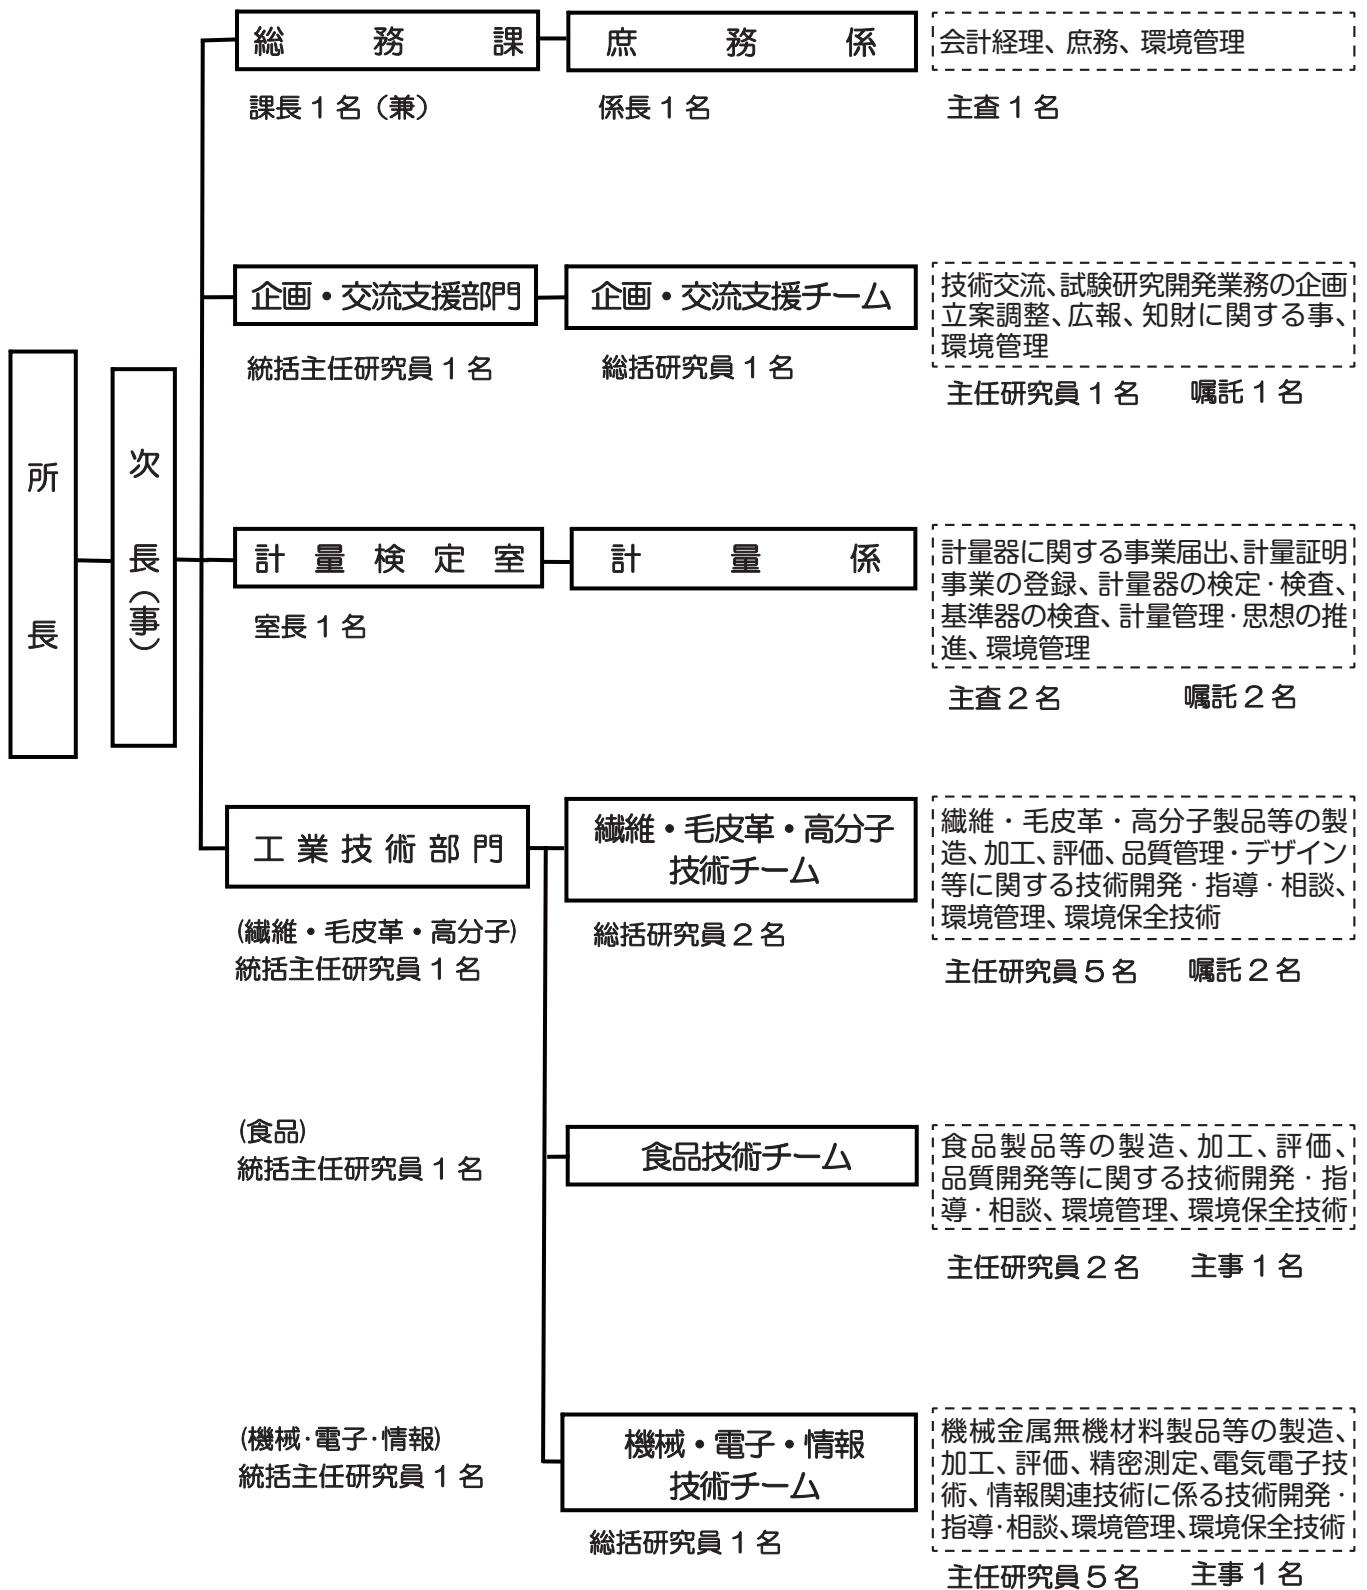 所長
次長(事)
総務課
課長1名（兼）
庶務係
係長1名
会計経理、庶務、環境管理
主査1名
企画・交流支援部門
統括主任研究員1名
企画・交流支援チーム
総括研究員1名
技術交流、試験研究開発業務の企画
立案調整、広報、知財に関する事、
環境管理
主任研究員1名 嘱託1名
計量検定室
室長1名
計量係
計量器に関する事業届出、計量証明
事業の登録、計量器の検定・検査、
基準器の検査、計量管理・思想の推
進、環境管理
主査2名 嘱託2名
工業技術部門
(繊維・毛皮革・高分子)
統括主任研究員1名
繊維・毛皮革・高分子
技術チーム
総括研究員2名
繊維・毛皮革・高分子製品等の製
造、加工、評価、品質管理・デザイン
等に関する技術開発・指導・相談、
環境管理、環境保全技術
主任研究員5名 嘱託2名
(食品)
統括主任研究員1名
食品技術チーム
食品製品等の製造、加工、評価、
品質開発等に関する技術開発・指
導・相談、環境管理、環境保全技術
主任研究員2名 主事1名
(機械・電子・情報)
統括主任研究員1名
機械・電子・情報
技術チーム
総括研究員1名
機械金属無機材料製品等の製造、
加工、評価、精密測定、電気電子技
術、情報関連技術に係る技術開発・
指導・相談、環境管理、環境保全技術
主任研究員5名 主事1名